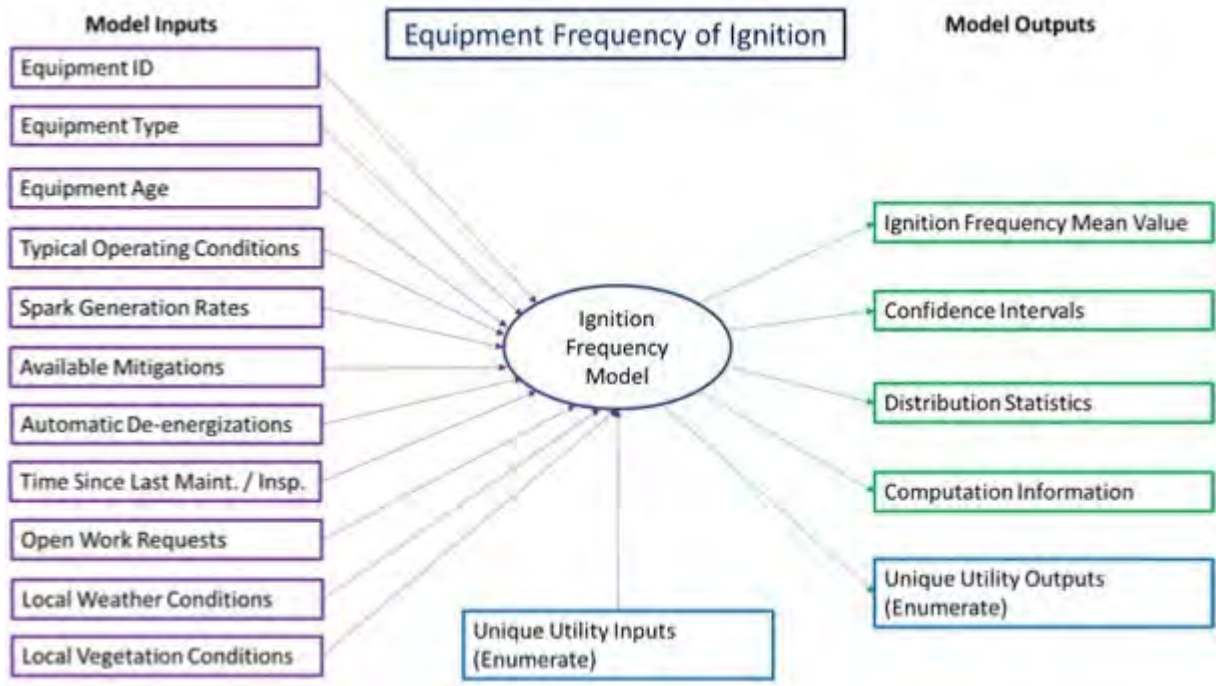 Model Inputs
Equipment Frequency of Ignition
Model Outputs
Equipment ID
Equipment Type
Equipment Age
Typical Operating Conditions
Spark Generation Rates
Available Mitigations
Automatic De-energizations
Time Since Last Maint. / Insp.
Open Work Requests
Local Weather Conditions
Local Vegetation Conditions
Ignition
Frequency
Model
Unique Utility Inputs
(Enumerate)
Ignition Frequency Mean Value
Confidence Intervals
Distribution Statistics
Computation Information
Unique Utility Outputs
(Enumerate)